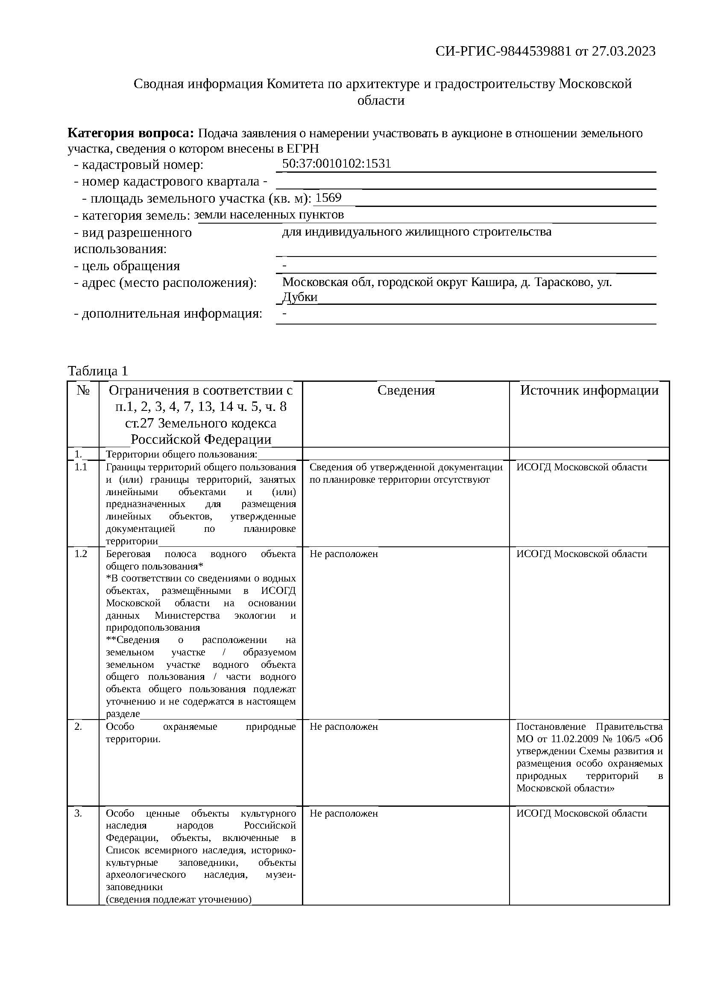 СИ-РГИС-9844539881 от 27.03.2023
Сводная информация Комитета по архитектуре и градостроительству Московской
области
Категория вопроса: Подача заявления о намерении участвовать в аукционе в отношении земельного
участка, сведения о котором внесены в ЕГРН
- кадастровый номер: 50:37:0010102:1531
- номер кадастрового квартала -
- площадь земельного участка (кв. м): 1569
- категория земель: земли населенных пунктов
- вид разрешенного
использования:
для индивидуального жилищного строительства
- цель обращения -
- адрес (место расположения): Московская обл, городской округ Кашира, д. Тарасково, ул.
Дубки
- дополнительная информация: -
Таблица 1
№
Ограничения в соответствии с
п.1, 2, 3, 4, 7, 13, 14 ч. 5, ч. 8
ст.27 Земельного кодекса
Российской Федерации
Сведения
Источник информации
1. Территории общего пользования:
1.1
Границы территорий общего пользования
и (или) границы территорий, занятых
линейными объектами и (или)
предназначенных для размещения
линейных объектов, утвержденные
документацией по планировке
территории
Сведения об утвержденной документации
по планировке территории отсутствуют
ИСОГД Московской области
1.2
Береговая полоса водного объекта
общего пользования*
*В соответствии со сведениями о водных
объектах, размещёнными в ИСОГД
Московской области на основании
данных Министерства экологии и
природопользования
**Сведения о расположении на
земельном участке / образуемом
земельном участке водного объекта
общего пользования / части водного
объекта общего пользования подлежат
уточнению и не содержатся в настоящем
разделе
Не расположен
ИСОГД Московской области
2.
Особо охраняемые природные
территории.
Не расположен
Постановление Правительства
МО от 11.02.2009 № 106/5 «Об
утверждении Схемы развития и
размещения особо охраняемых
природных территорий в
Московской области»
3.
Особо ценные объекты культурного
наследия народов Российской
Федерации, объекты, включенные в
Список всемирного наследия, историко-
культурные заповедники, объекты
археологического наследия, музеи-
заповедники
(сведения подлежат уточнению)
Не расположен
ИСОГД Московской области